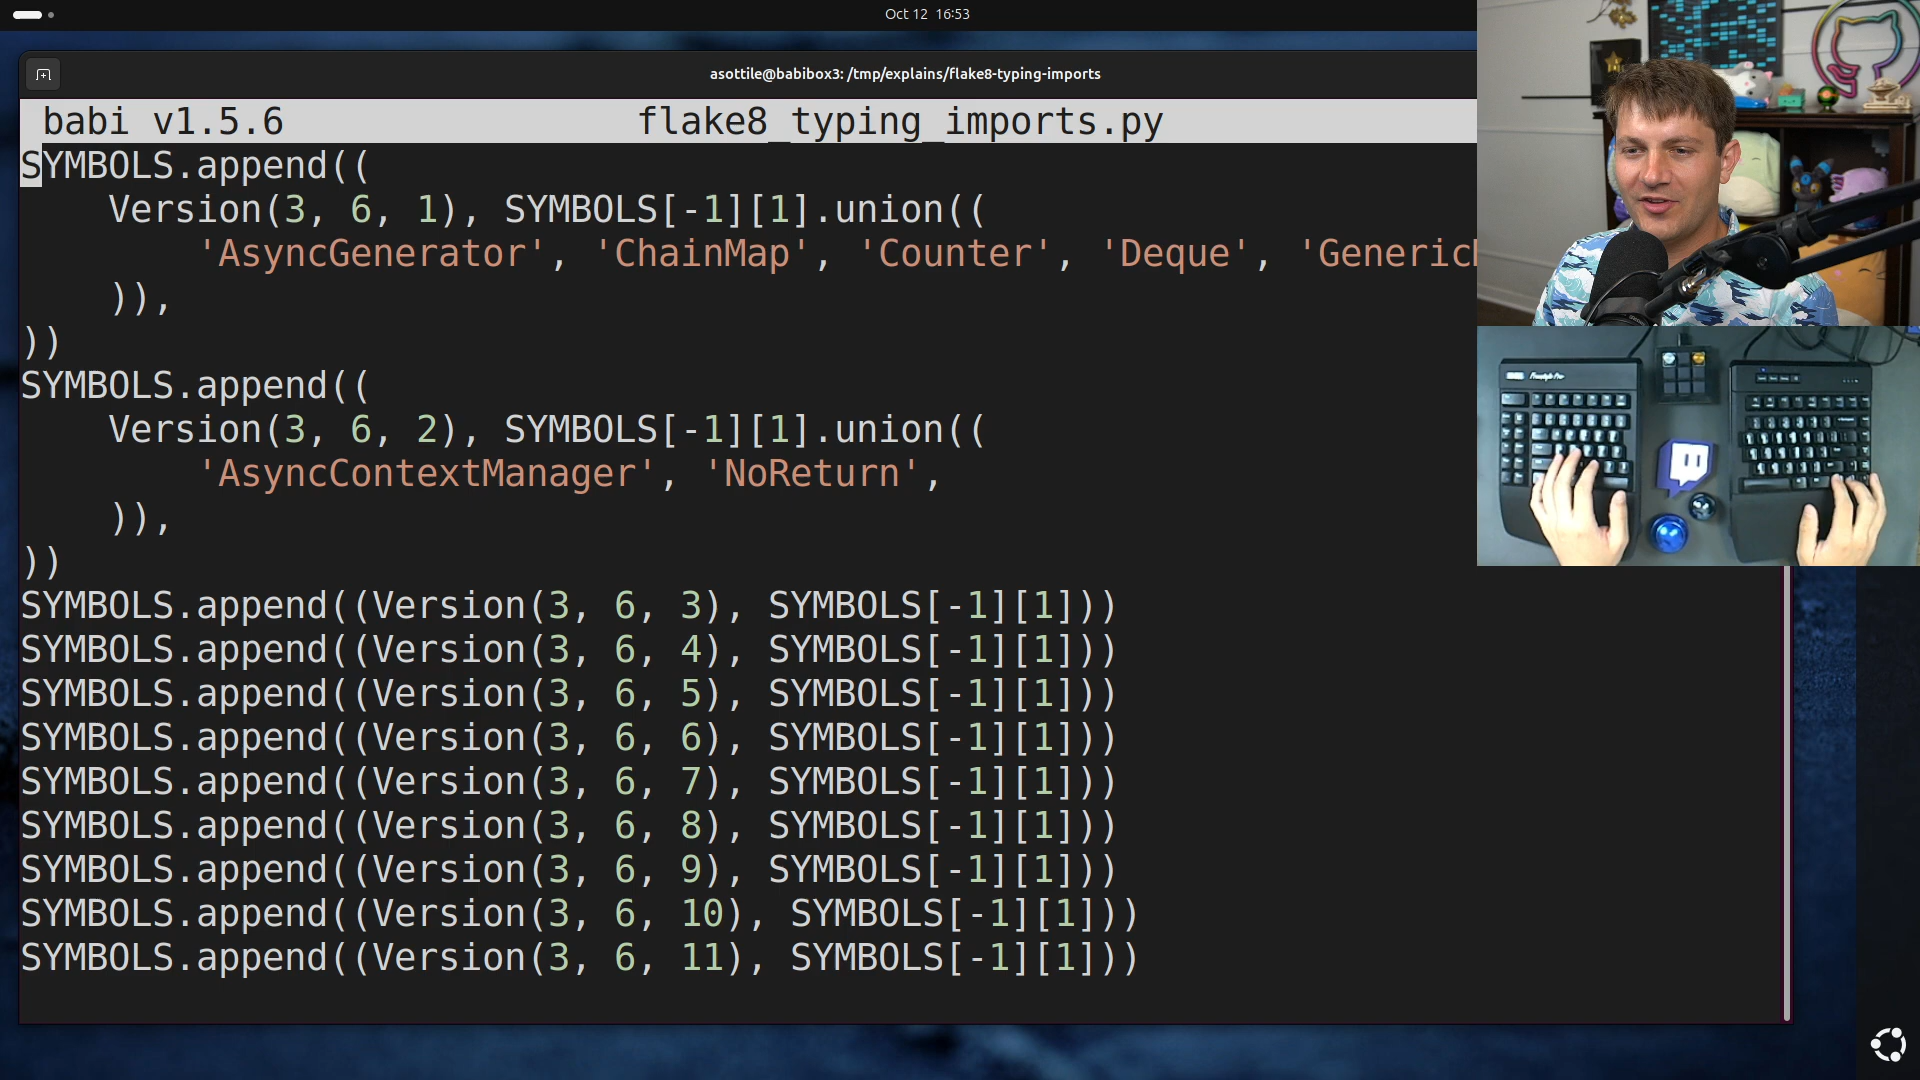 Oct 12 16:53
asottile@babibox3: /tmp/explains/flake8-typing-imports
babi v1.5.6 flake8_typing_imports.py
SYMBOLS.append((
    Version(3, 6, 1), SYMBOLS[-1][1].union((
        'AsyncGenerator', 'ChainMap', 'Counter', 'Deque', 'Generic
    )),
))
SYMBOLS.append((
    Version(3, 6, 2), SYMBOLS[-1][1].union((
        'AsyncContextManager', 'NoReturn',
    )),
))
SYMBOLS.append((Version(3, 6, 3), SYMBOLS[-1][1]))
SYMBOLS.append((Version(3, 6, 4), SYMBOLS[-1][1]))
SYMBOLS.append((Version(3, 6, 5), SYMBOLS[-1][1]))
SYMBOLS.append((Version(3, 6, 6), SYMBOLS[-1][1]))
SYMBOLS.append((Version(3, 6, 7), SYMBOLS[-1][1]))
SYMBOLS.append((Version(3, 6, 8), SYMBOLS[-1][1]))
SYMBOLS.append((Version(3, 6, 9), SYMBOLS[-1][1]))
SYMBOLS.append((Version(3, 6, 10), SYMBOLS[-1][1]))
SYMBOLS.append((Version(3, 6, 11), SYMBOLS[-1][1]))
Freestyle Pro